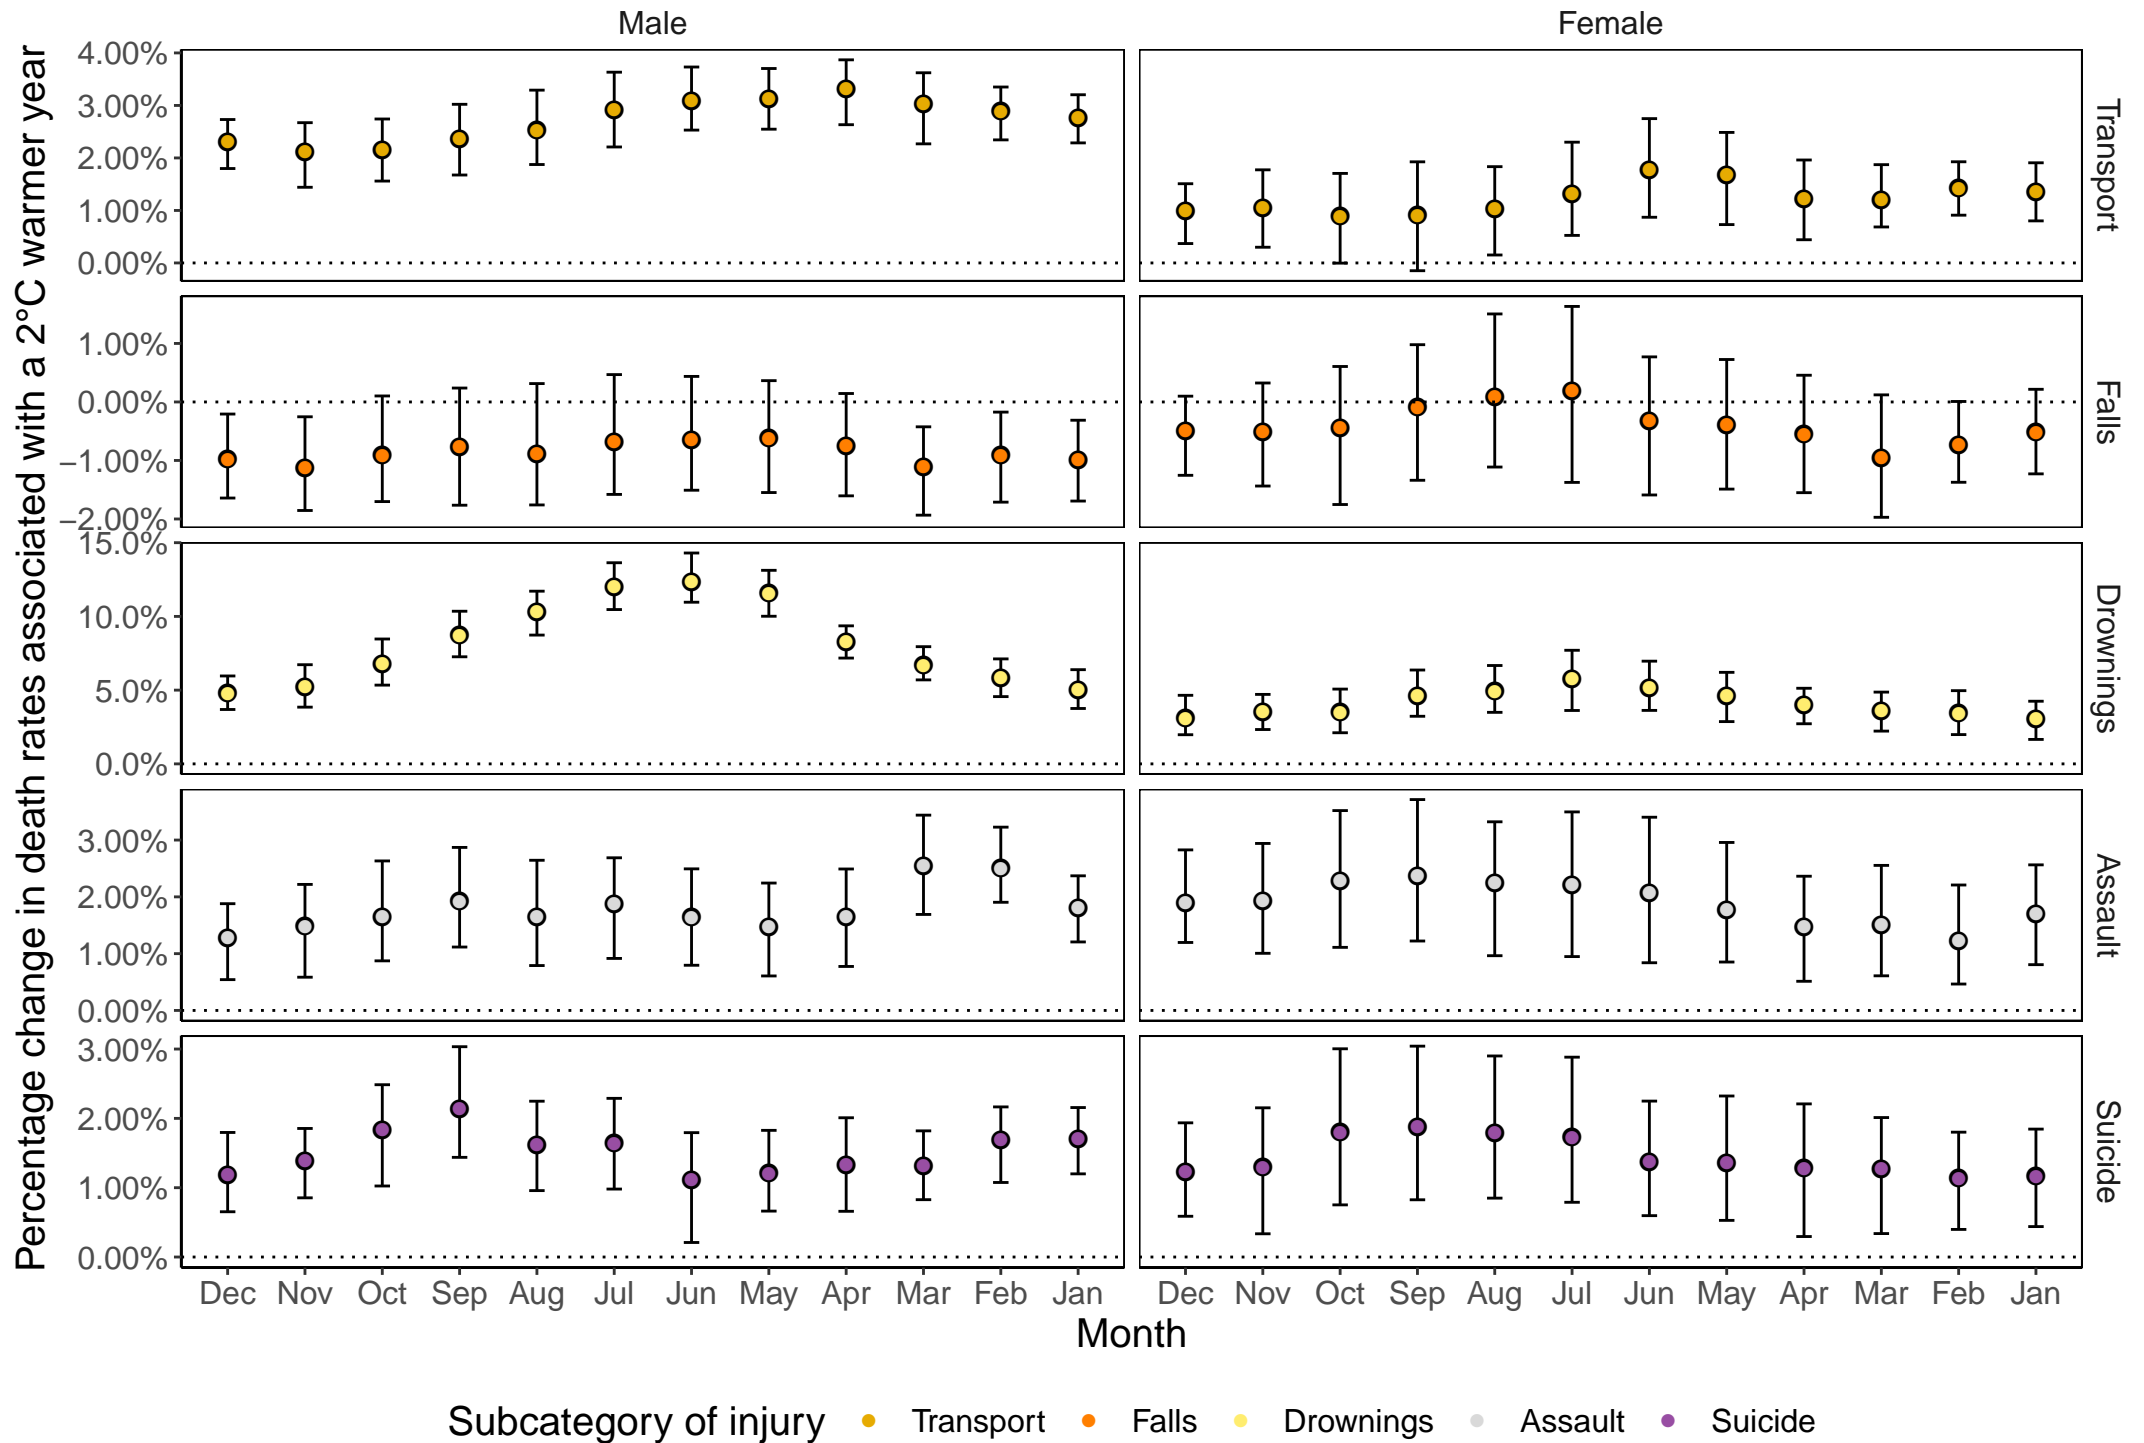 Male Female
Percentage change in death rates associated with a 2°C warmer year
4.00%
3.00%
2.00%
1.00%
0.00%
Transport
1.00%
0.00%
−1.00%
−2.00%
Falls
15.0%
10.0%
5.0%
0.0%
Drownings
3.00%
2.00%
1.00%
0.00%
Assault
3.00%
2.00%
1.00%
0.00%
Suicide
Dec Nov Oct Sep Aug Jul Jun May Apr Mar Feb Jan Dec Nov Oct Sep Aug Jul Jun May Apr Mar Feb Jan
Month
Subcategory of injury Transport Falls Drownings Assault Suicide